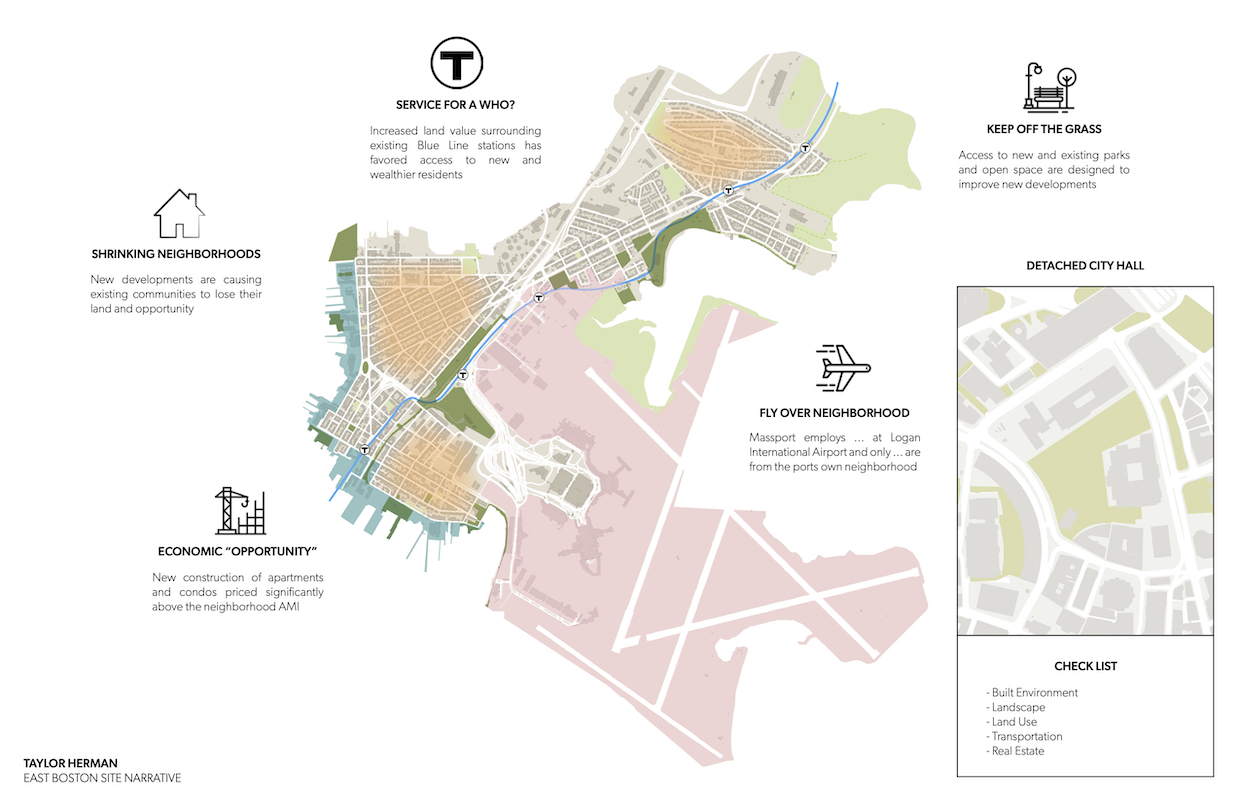 T
SERVICE FOR A WHO?
Increased land value surrounding
existing Blue Line stations has
favored access to new and
wealthier residents
KEEP OFF THE GRASS
Access to new and existing parks
and open space are designed to
improve new developments
SHRINKING NEIGHBORHOODS
New developments are causing
existing communities to lose their
land and opportunity
DETACHED CITY HALL
T
T
T
T
T
FLY OVER NEIGHBORHOOD
Massport employs ... at Logan
International Airport and only ... are
from the ports own neighborhood
ECONOMIC “OPPORTUNITY”
New construction of apartments
and condos priced significantly
above the neighborhood AMI
CHECK LIST
- Built Environment
- Landscape
- Land Use
- Transportation
- Real Estate
TAYLOR HERMAN
EAST BOSTON SITE NARRATIVE